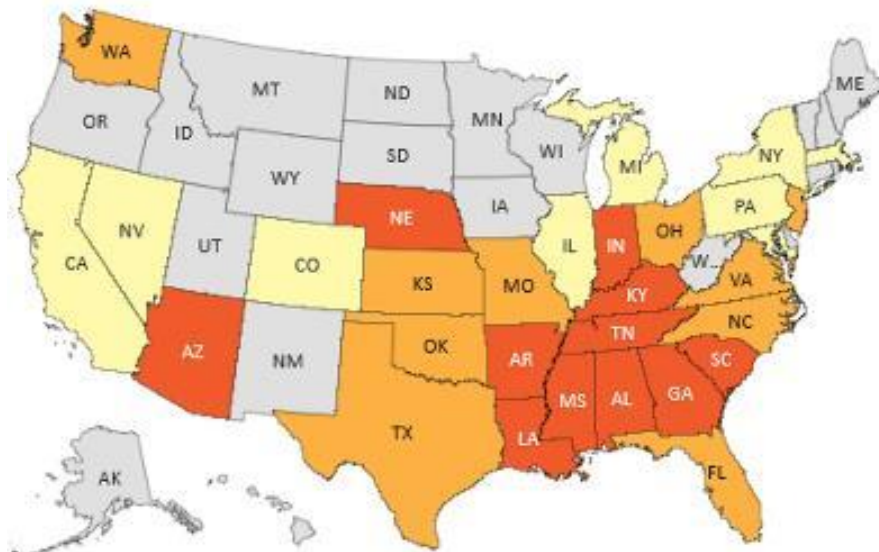 WA
MT
ND
MN
ME
OR
ID
SD
WI
MI
NY
WY
IA
PA
NE
NV
UT
IL
IN
OH
CA
CO
W...
VA
KS
MO
KY
NC
TN
AZ
NM
OK
AR
SC
MS
AL
GA
TX
LA
FL
AK